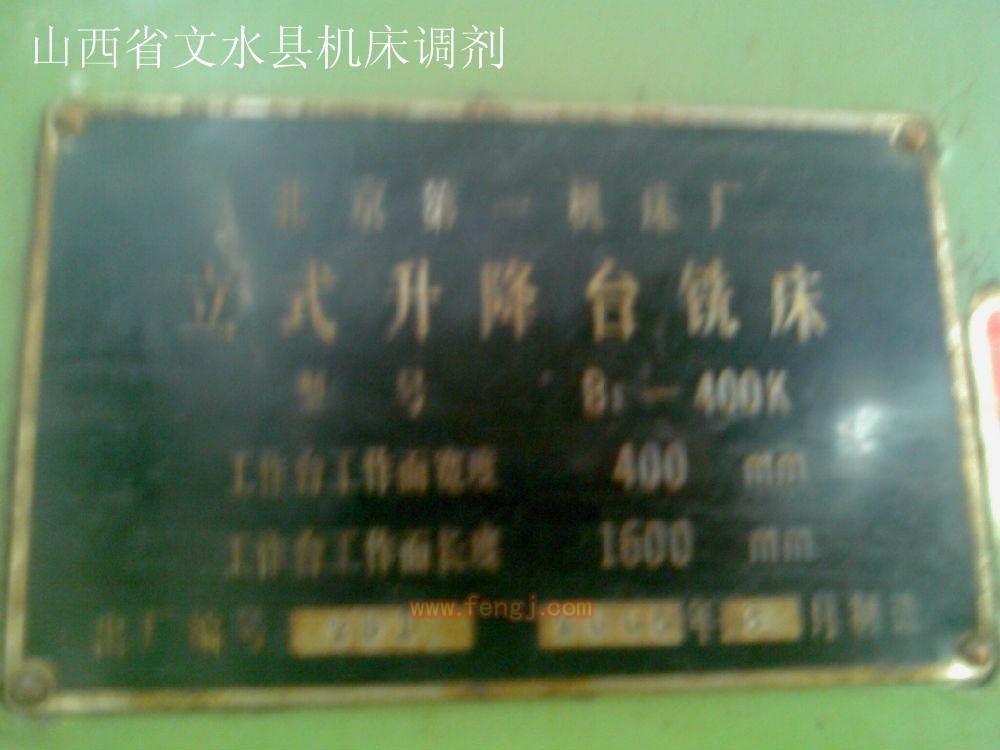 山西省文水县机床调剂
北京第一机床厂
立式升降台铣床
型号 B1-400K
工作台工作面宽度 400 mm
工作台工作面长度 1600 mm
www.fengj.com
出厂编号 年 月制造